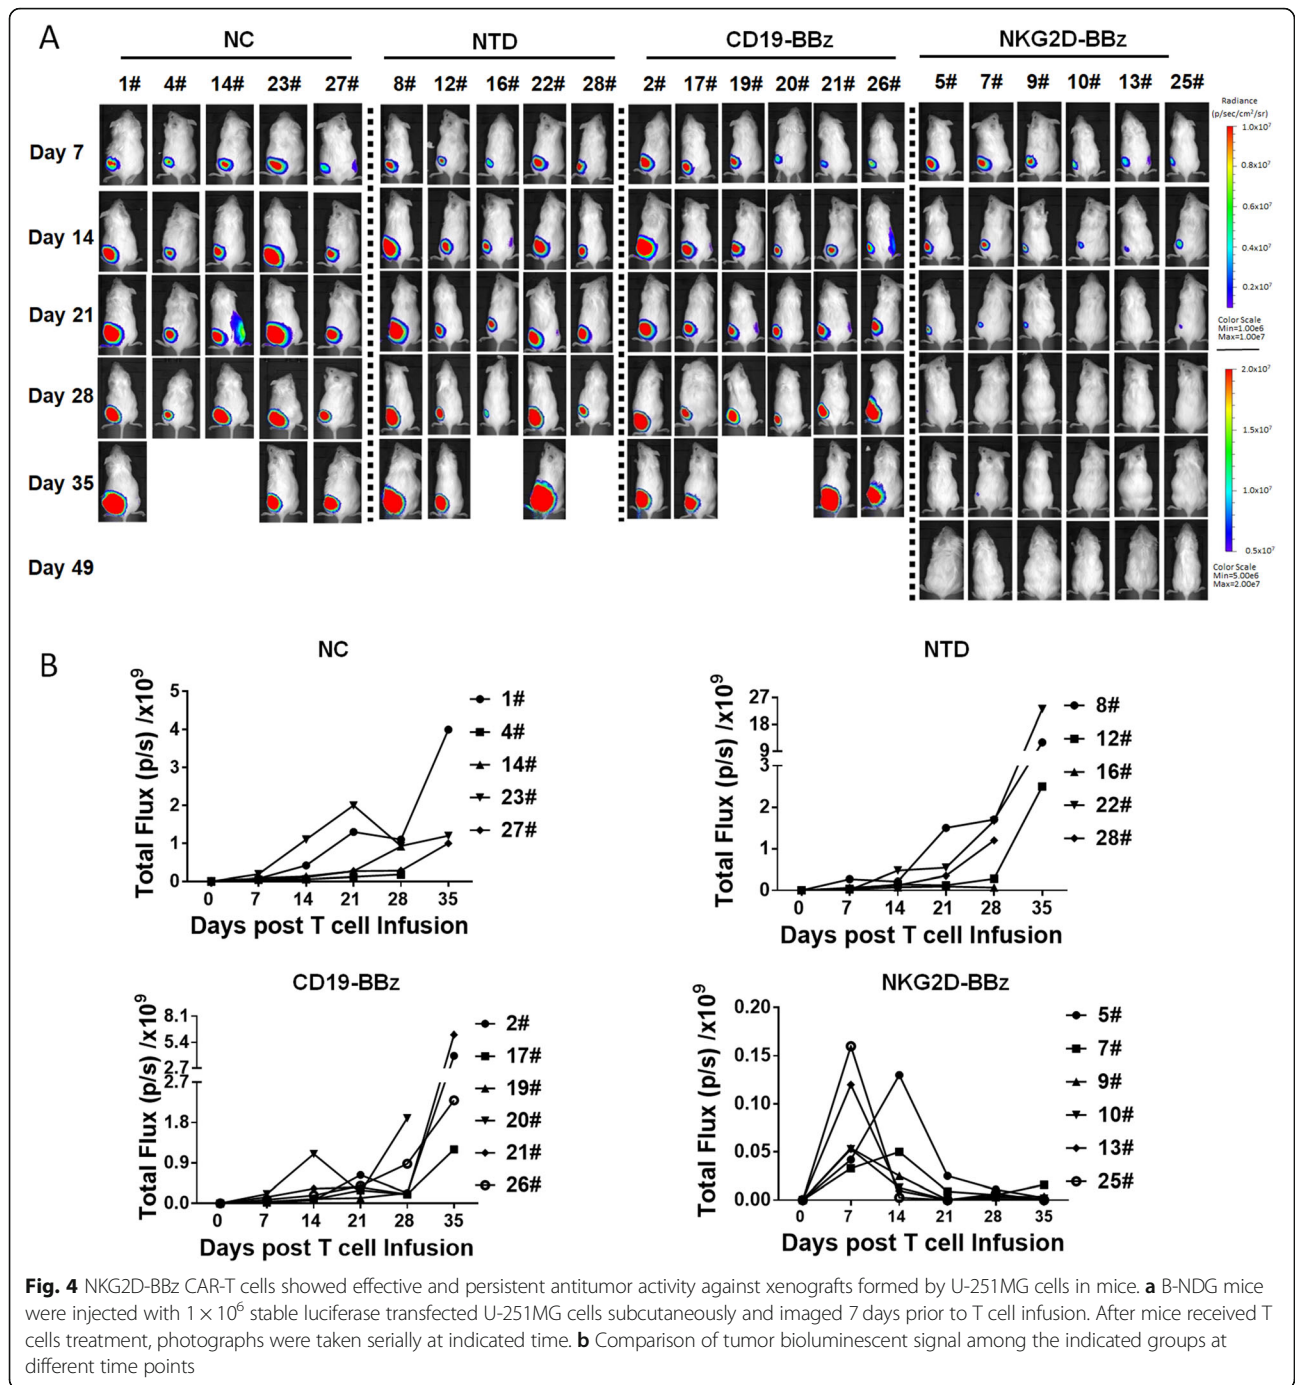 A
NC NTD CD19-BBz NKG2D-BBz
1# 4# 14# 23# 27# 8# 12# 16# 22# 28# 2# 17# 19# 20# 21# 26# 5# 7# 9# 10# 13# 25#
Radiance
(p/sec/cm²/sr)
Day 7
1.0x10⁷
0.8x10⁷
0.6x10⁷
Day 14
0.4x10⁷
0.2x10⁷
Day 21
Color Scale
Min=1.00e6
Max=1.00e7
Day 28
2.0x10⁷
1.5x10⁷
Day 35
1.0x10⁷
0.5x10⁷
Day 49
Color Scale
Min=5.00e6
Max=2.00e7
B
NC
Total Flux (p/s) /x10⁹
5
4
3
2
1
0
0 7 14 21 28 35
Days post T cell Infusion
1#
4#
14#
23#
27#
NTD
Total Flux (p/s) /x10⁹
27
18
9
3
2
1
0
0 7 14 21 28 35
Days post T cell Infusion
8#
12#
16#
22#
28#
CD19-BBz
Total Flux (p/s) /x10⁹
8.1
5.4
2.7
2.7
1.8
0.9
0.0
0 7 14 21 28 35
Days post T cell Infusion
2#
17#
19#
20#
21#
26#
NKG2D-BBz
Total Flux (p/s) /x10⁹
0.20
0.15
0.10
0.05
0.00
0 7 14 21 28 35
Days post T cell Infusion
5#
7#
9#
10#
13#
25#
Fig. 4 NKG2D-BBz CAR-T cells showed effective and persistent antitumor activity against xenografts formed by U-251MG cells in mice. a B-NDG mice
were injected with 1 × 10⁶ stable luciferase transfected U-251MG cells subcutaneously and imaged 7 days prior to T cell infusion. After mice received T
cells treatment, photographs were taken serially at indicated time. b Comparison of tumor bioluminescent signal among the indicated groups at
different time points